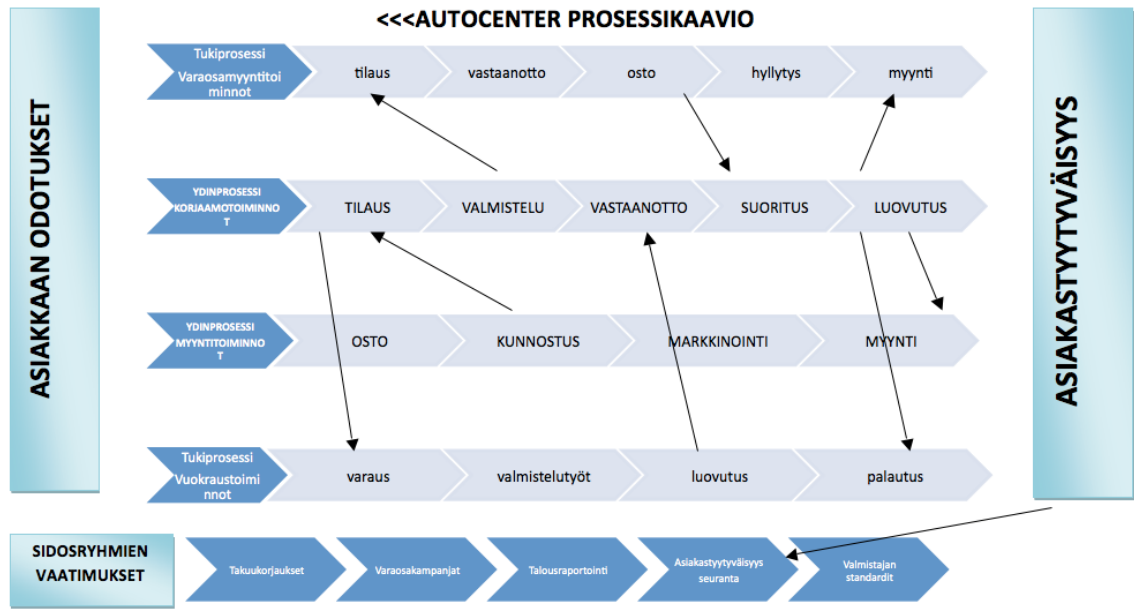 <<<AUTOCENTER PROSESSIKAAVIO
ASIAKKAAN ODOTUKSET
Tukiprosessi
Varaosamyyntitoi
minnot
tilaus
vastaanotto
osto
hyllytys
myynti
YDINPROSESSI
KORJAAMOTOIMINNO
T
TILAUS
VALMISTELU
VASTAANOTTO
SUORITUS
LUOVUTUS
YDINPROSESSI
MYYNTITOIMINNO
T
OSTO
KUNNOSTUS
MARKKINOINTI
MYYNTI
Tukiprosessi
Vuokraustoimi
nnot
varaus
valmistelutyöt
luovutus
palautus
ASIAKASTYYTYVÄISYYS
SIDOSRYHMIEN
VAATIMUKSET
Takuukorjaukset
Varaosakampanjat
Talousraportointi
Asiakastyytyväisyys
seuranta
Valmistajan
standardit